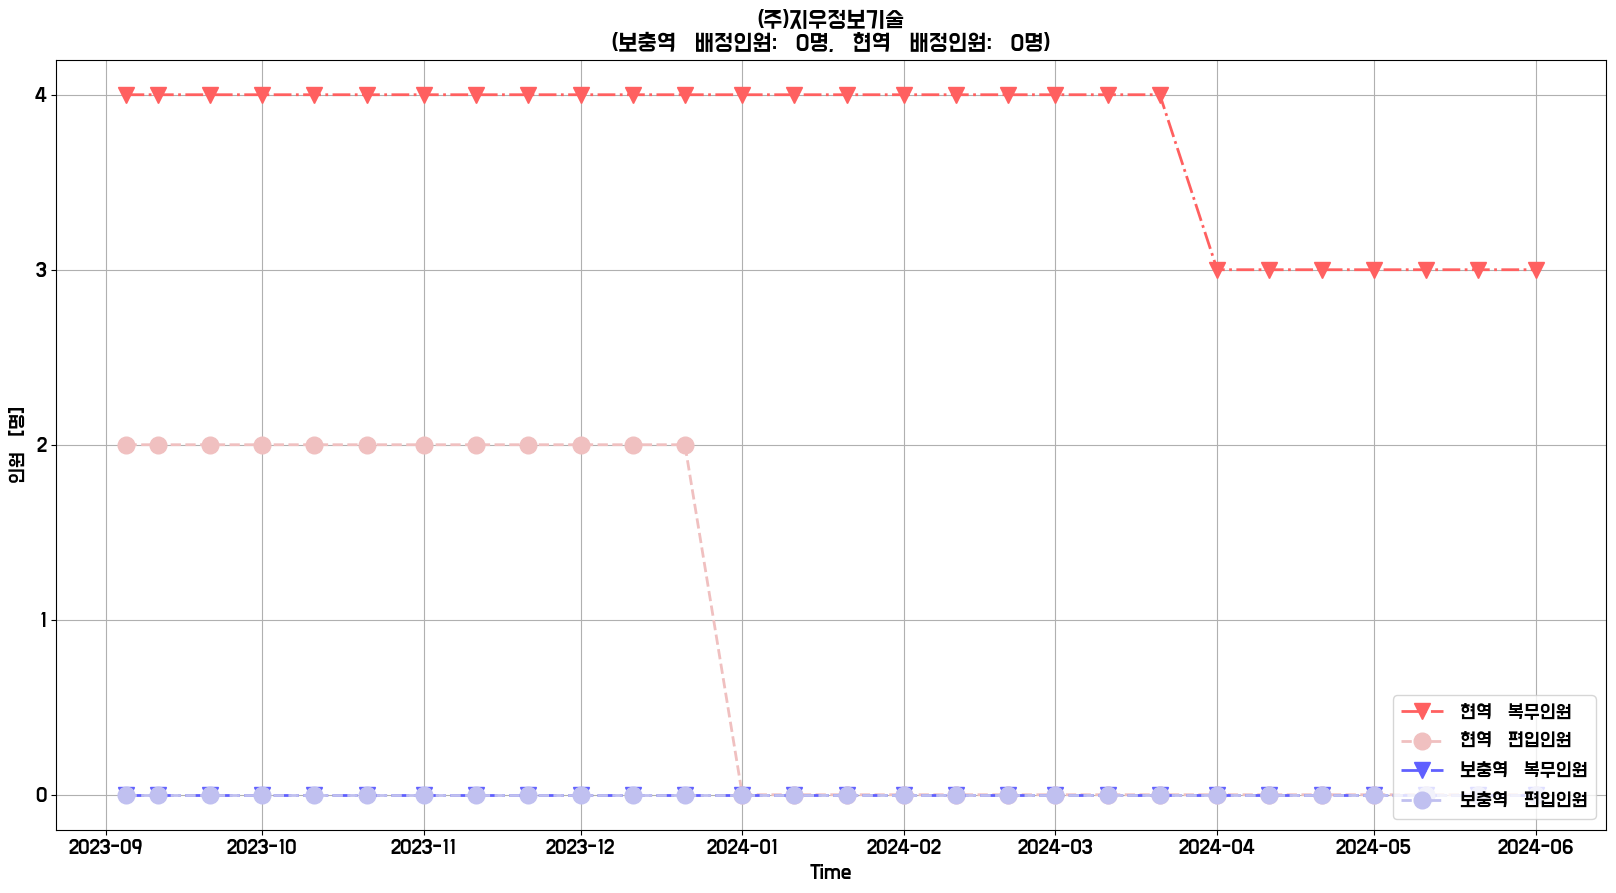 (주)지우정보기술
(보충역 배정인원: 0명, 현역 배정인원: 0명)
인원 [명]
4
3
2
1
0
현역 복무인원
현역 편입인원
보충역 복무인원
보충역 편입인원
2023-09 2023-10 2023-11 2023-12 2024-01 2024-02 2024-03 2024-04 2024-05 2024-06
Time